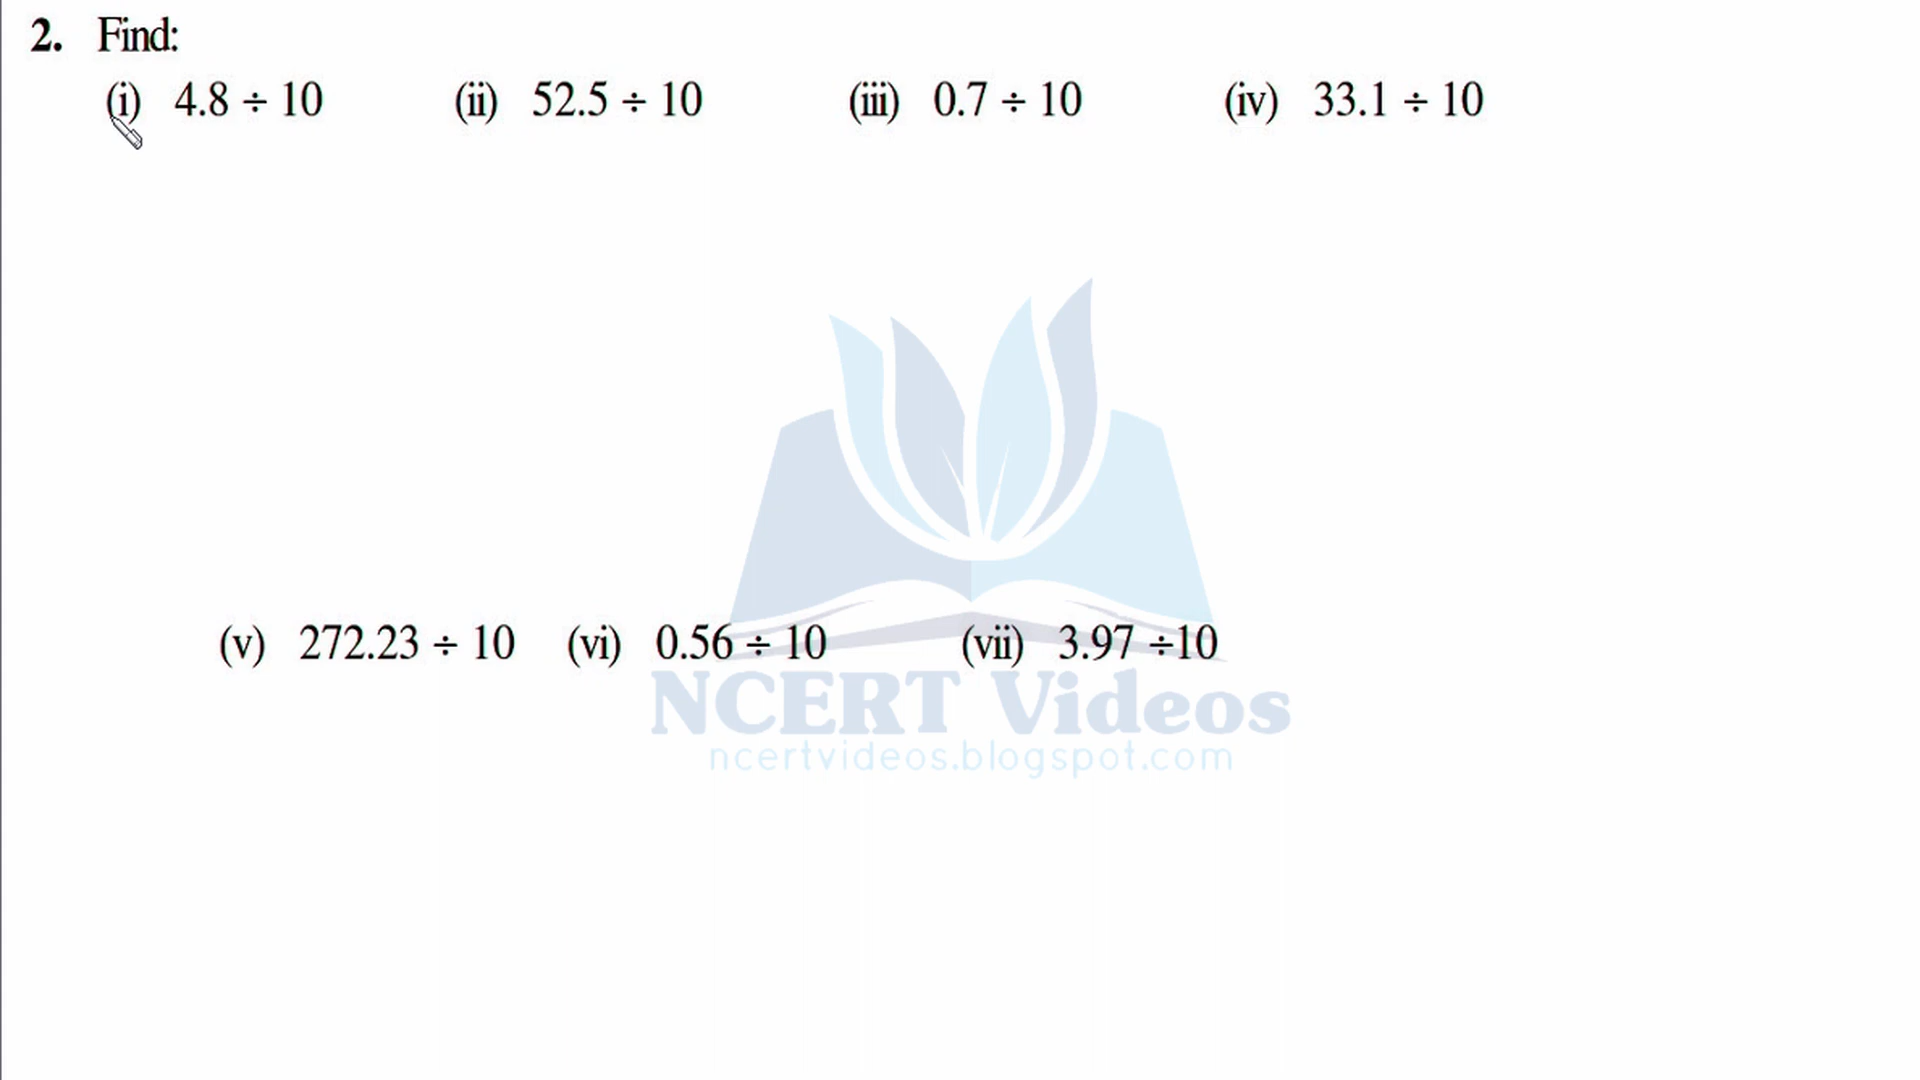 2. Find:
(i) 4.8 ÷ 10 (ii) 52.5 ÷ 10 (iii) 0.7 ÷ 10 (iv) 33.1 ÷ 10
(v) 272.23 ÷ 10 (vi) 0.56 ÷ 10 (vii) 3.97 ÷10
NCERT Videos
ncertvideos.blogspot.com